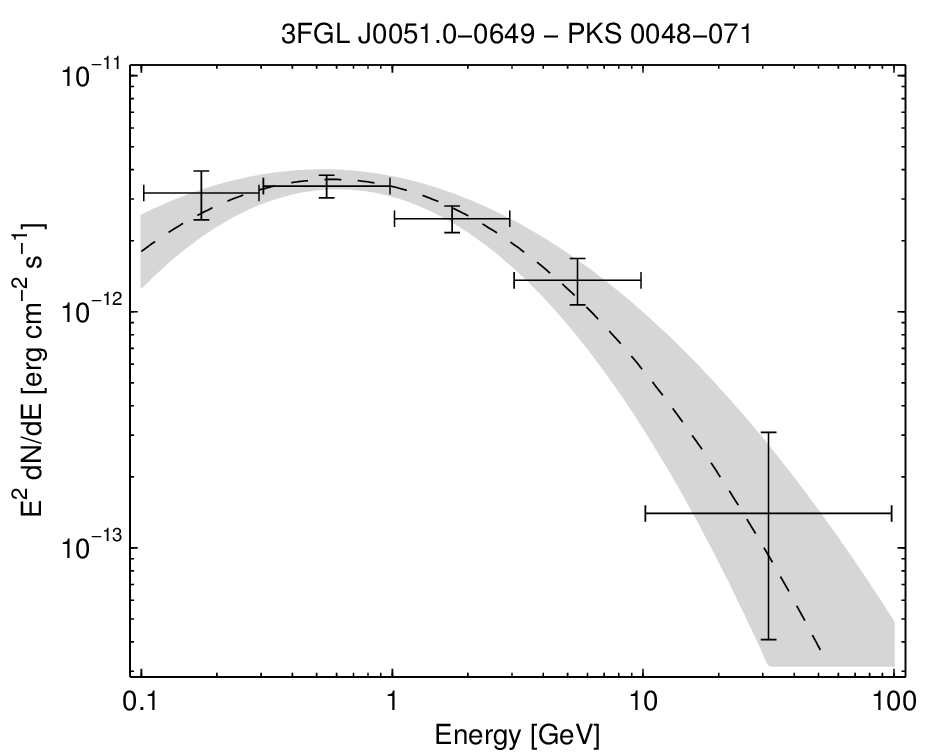 3FGL J0051.0−0649 − PKS 0048−071
10⁻¹¹
10⁻¹²
10⁻¹³
E² dN/dE [erg cm⁻² s⁻¹]
0.1 1 10 100
Energy [GeV]